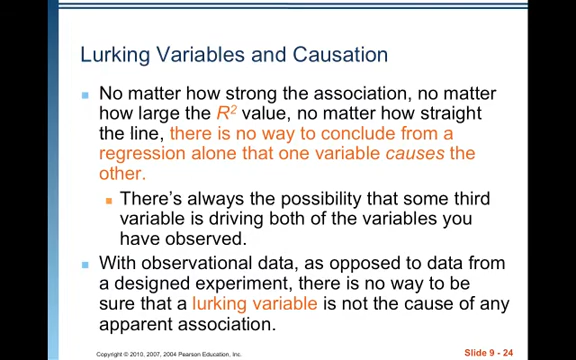 Lurking Variables and Causation
No matter how strong the association, no matter
how large the R² value, no matter how straight
the line, there is no way to conclude from a
regression alone that one variable causes the
other.
There’s always the possibility that some third
variable is driving both of the variables you
have observed.
With observational data, as opposed to data from
a designed experiment, there is no way to be
sure that a lurking variable is not the cause of any
apparent association.
Copyright © 2010, 2007, 2004 Pearson Education, Inc.
Slide 9 - 24